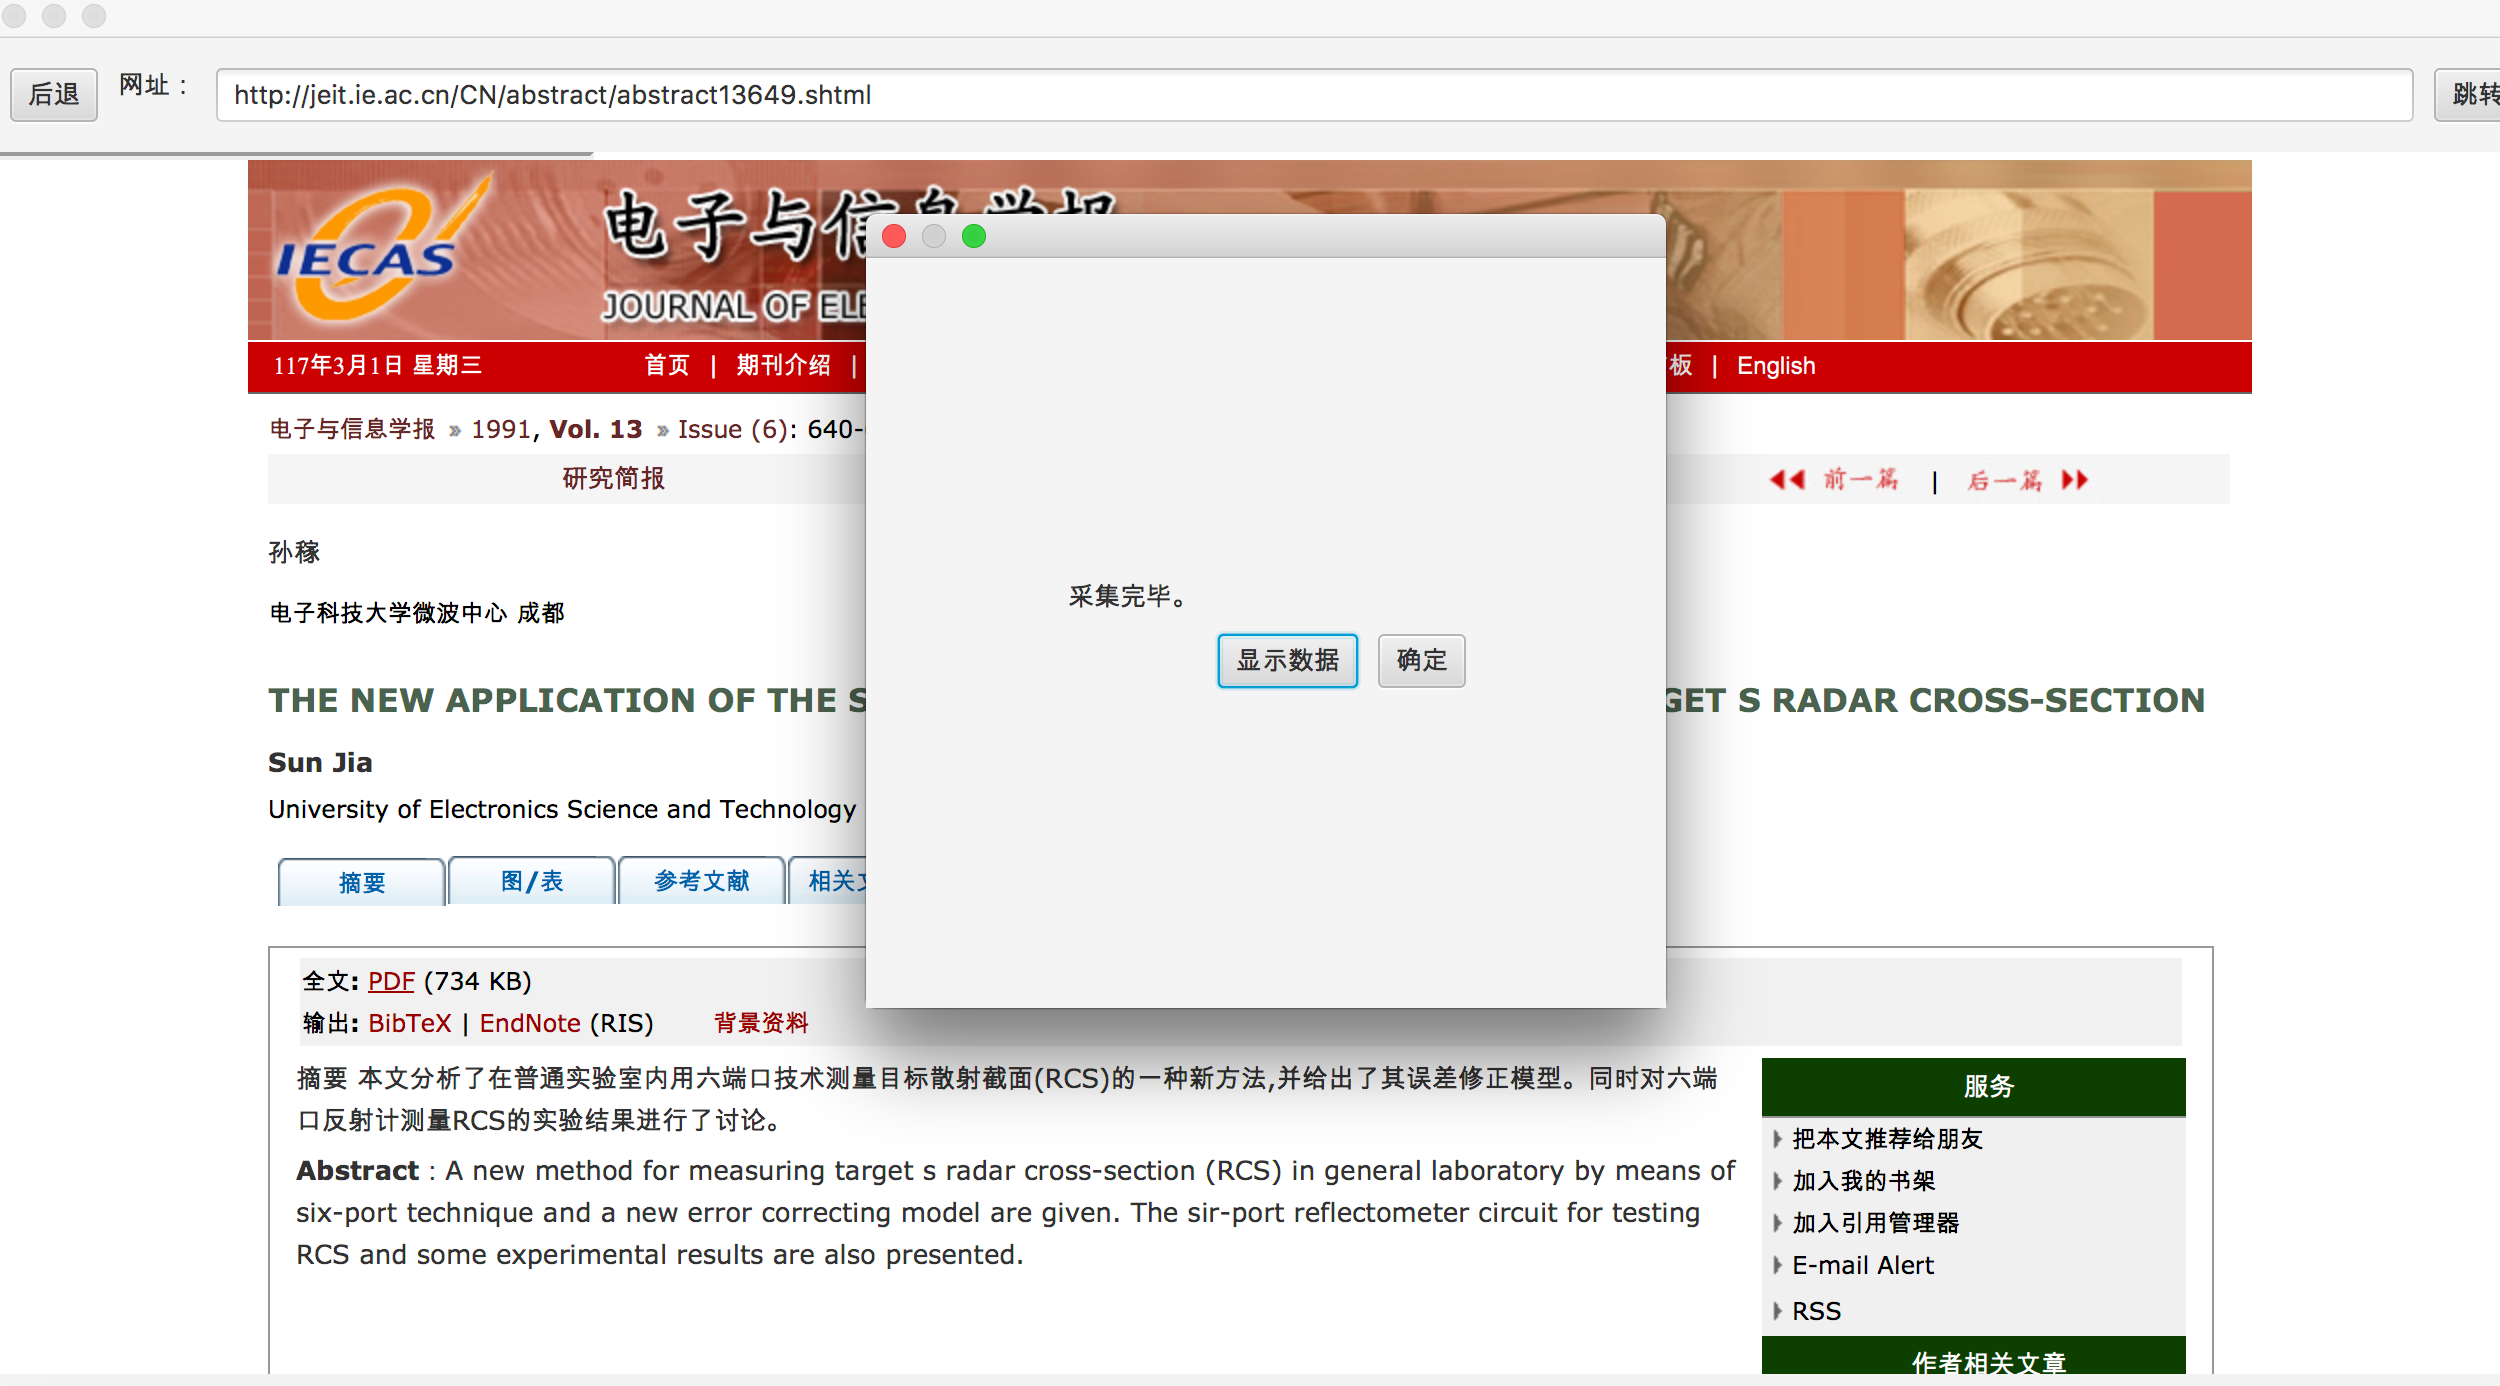 后退 网址： http://jeit.ie.ac.cn/CN/abstract/abstract13649.shtml 跳转
IECAS
电子与信息学报
JOURNAL OF
117年3月1日 星期三 首页 | 期刊介绍 | 板 | English
电子与信息学报 » 1991, Vol. 13 » Issue (6): 640-
研究简报 前一篇 | 后一篇
孙稼
采集完毕。
电子科技大学微波中心 成都
显示数据 确定
THE NEW APPLICATION OF THE S RADAR CROSS-SECTION
Sun Jia
University of Electronics Science and Technology
摘要 图/表 参考文献 相关
全文: PDF (734 KB)
输出: BibTeX | EndNote (RIS) 背景资料
摘要 本文分析了在普通实验室内用六端口技术测量目标散射截面(RCS)的一种新方法,并给出了其误差修正模型。同时对六端
口反射计测量RCS的实验结果进行了讨论。
Abstract : A new method for measuring target s radar cross-section (RCS) in general laboratory by means of
six-port technique and a new error correcting model are given. The sir-port reflectometer circuit for testing
RCS and some experimental results are also presented.
服务
把本文推荐给朋友
加入我的书架
加入引用管理器
E-mail Alert
RSS
作者相关文章